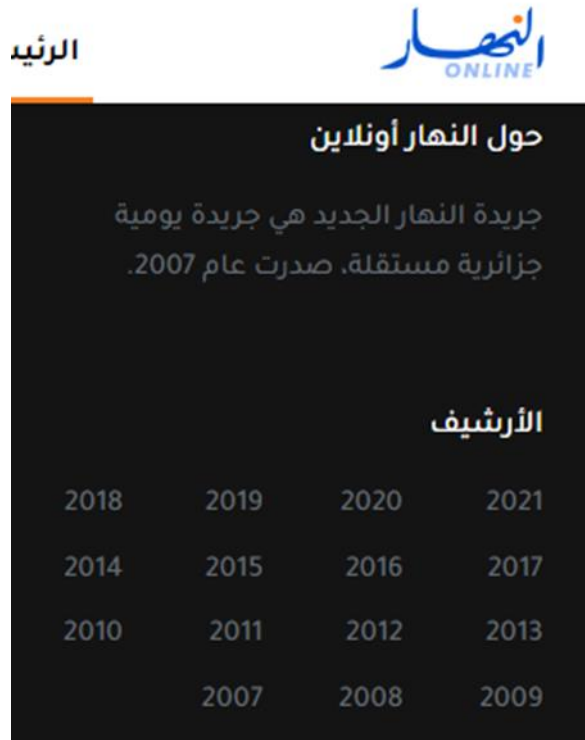 النهار
ONLINE
حول النهار أونلاين
جريدة النهار الجديد هي جريدة يومية
جزائرية مستقلة، صدرت عام 2007.
الأرشيف
2021 2020 2019 2018
2017 2016 2015 2014
2013 2012 2011 2010
2009 2008 2007